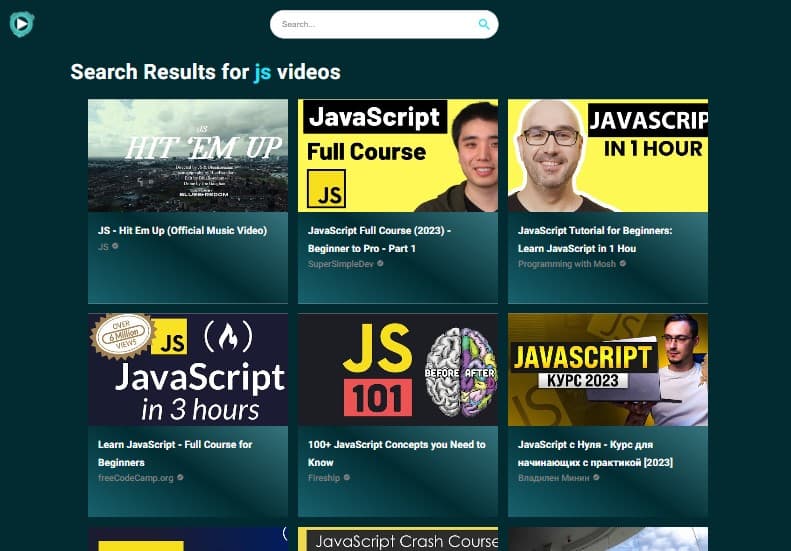 Search...
Search Results for js videos
JS
HIT 'EM UP
JavaScript
Full Course
JS
JAVASCRIP
IN 1 HOUR
JS - Hit Em Up (Official Music Video)
JS
JavaScript Full Course (2023) -
Beginner to Pro - Part 1
SuperSimpleDev
JavaScript Tutorial for Beginners:
Learn JavaScript in 1 Hou
Programming with Mosh
OVER
6 Million
VIEWS
JS
JavaScript
in 3 hours
JS
101
BEFORE AFTER
JS
JAVASCRIPT
КУРС 2023
Learn JavaScript - Full Course for
Beginners
freeCodeCamp.org
100+ JavaScript Concepts you Need to
Know
Fireship
JavaScript с Нуля - Курс для
начинающих с практикой [2023]
Владилен Минин
JavaScript Crash Course